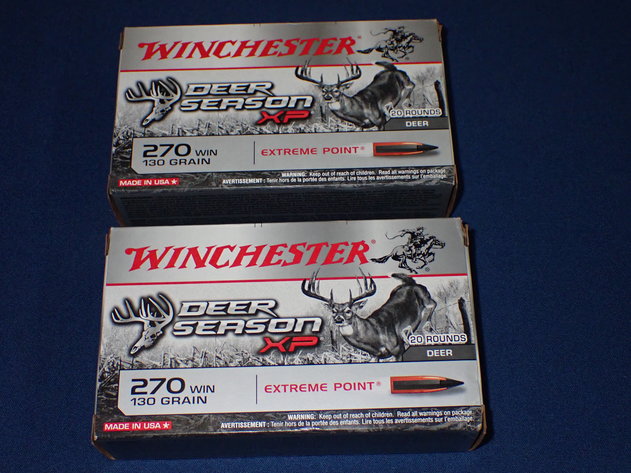 WINCHESTER®
DEER
SEASON
XP
20 ROUNDS
DEER
270 WIN
130 GRAIN
EXTREME POINT®
MADE IN USA
WARNING: Keep out of reach of children. Read all warnings on package.
AVERTISSEMENT : Tenir hors de la portée des enfants. Lire tous les avertissements sur l'emballage.
WINCHESTER®
DEER
SEASON
XP
20 ROUNDS
DEER
270 WIN
130 GRAIN
EXTREME POINT®
MADE IN USA
WARNING: Keep out of reach of children. Read all warnings on package.
AVERTISSEMENT : Tenir hors de la portée des enfants. Lire tous les avertissements sur l'emballage.